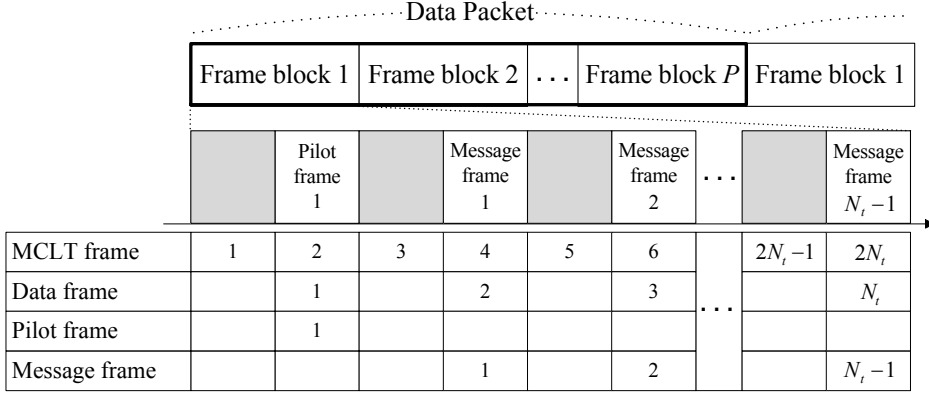 Data Packet
Frame block 1 Frame block 2 ... Frame block P Frame block 1
Pilot frame 1
Message frame 1
Message frame 2
...
Message frame N_t − 1
MCLT frame 1 2 3 4 5 6 2N_t − 1 2N_t
Data frame 1 2 3 ... N_t
Pilot frame 1
Message frame 1 2 N_t − 1